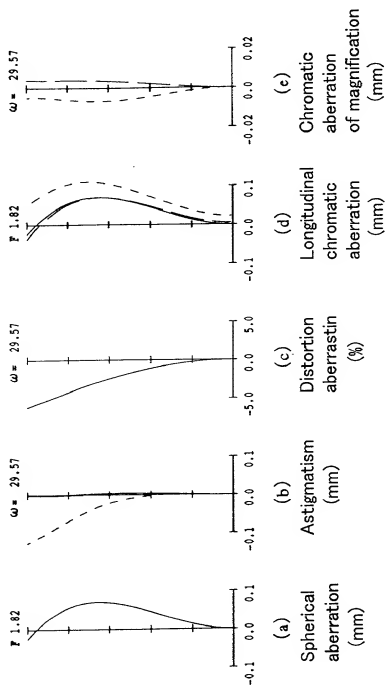 F 1.82
-0.1 0.0 0.1
(a)
Spherical
aberration
(mm)
ω= 29.57
-0.1 0.0 0.1
(b)
Astigmatism
(mm)
ω= 29.57
-5.0 0.0 5.0
(c)
Distortion
aberrastin
(%)
F 1.82
-0.1 0.0 0.1
(d)
Longitudinal
chromatic
aberration
(mm)
ω= 29.57
-0.02 0.0 0.02
(e)
Chromatic
aberration
of magnification
(mm)